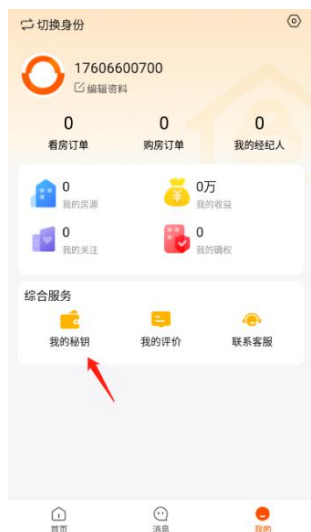 切换身份
17606600700
编辑资料
0 0 0
看房订单 购房订单 我的经纪人
0 0万
我的房源 我的收益
0 0
我的关注 我的确权
综合服务
我的秘钥 我的评价 联系客服
首页 消息 我的